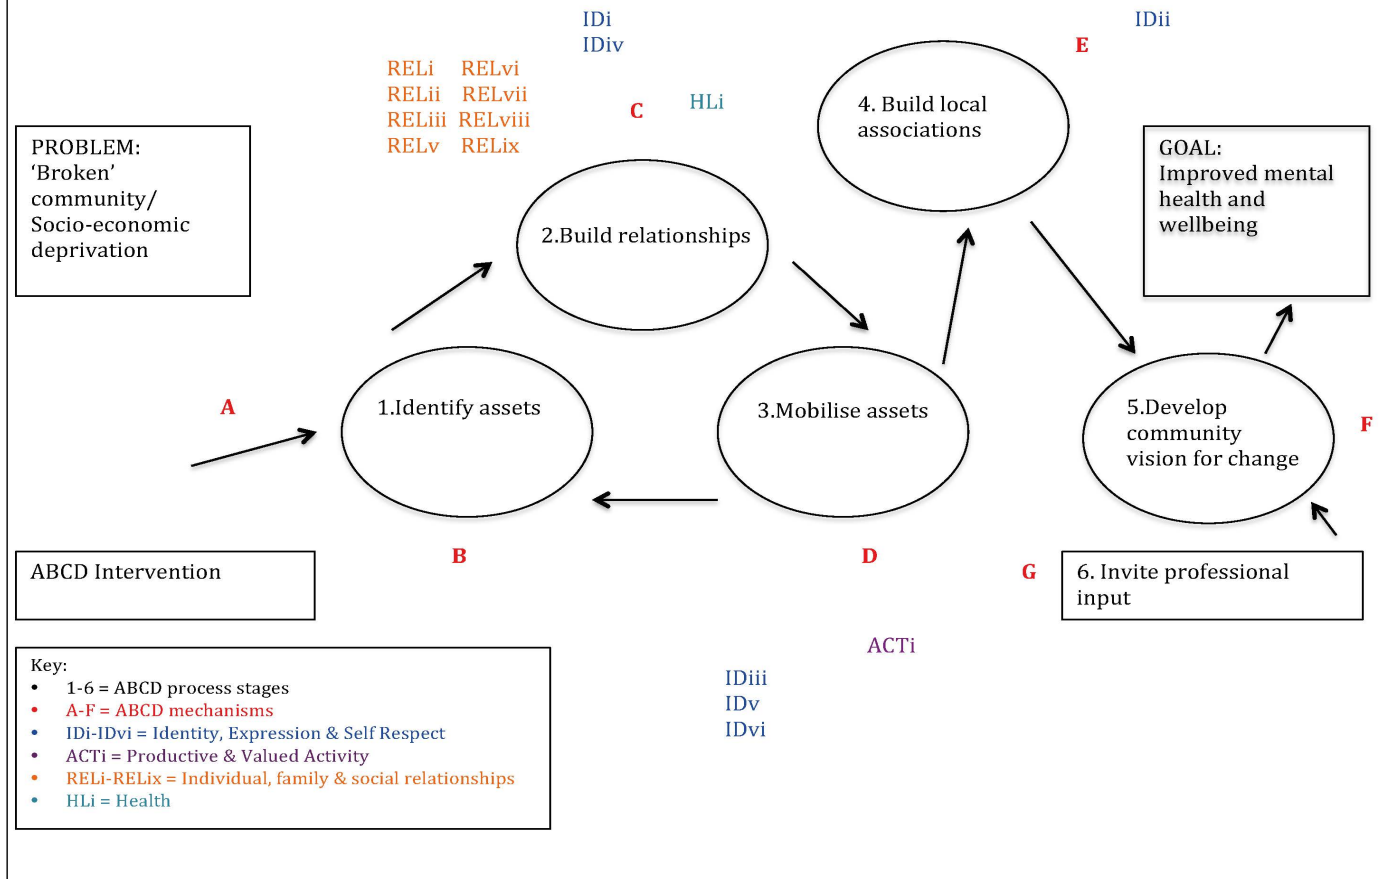 IDi
IDiv
IDii
E
RELi RELvi
RELii RELvii
RELiii RELviii
RELv RELix
C
HLi
4. Build local
associations
PROBLEM:
‘Broken’
community/
Socio-economic
deprivation
GOAL:
Improved mental
health and
wellbeing
2.Build relationships
A
1.Identify assets
3.Mobilise assets
5.Develop
community
vision for change
F
B
D
G
ABCD Intervention
6. Invite professional
input
ACTi
IDiii
IDv
IDvi
Key:
• 1-6 = ABCD process stages
• A-F = ABCD mechanisms
• IDi-IDvi = Identity, Expression & Self Respect
• ACTi = Productive & Valued Activity
• RELi-RELix = Individual, family & social relationships
• HLi = Health